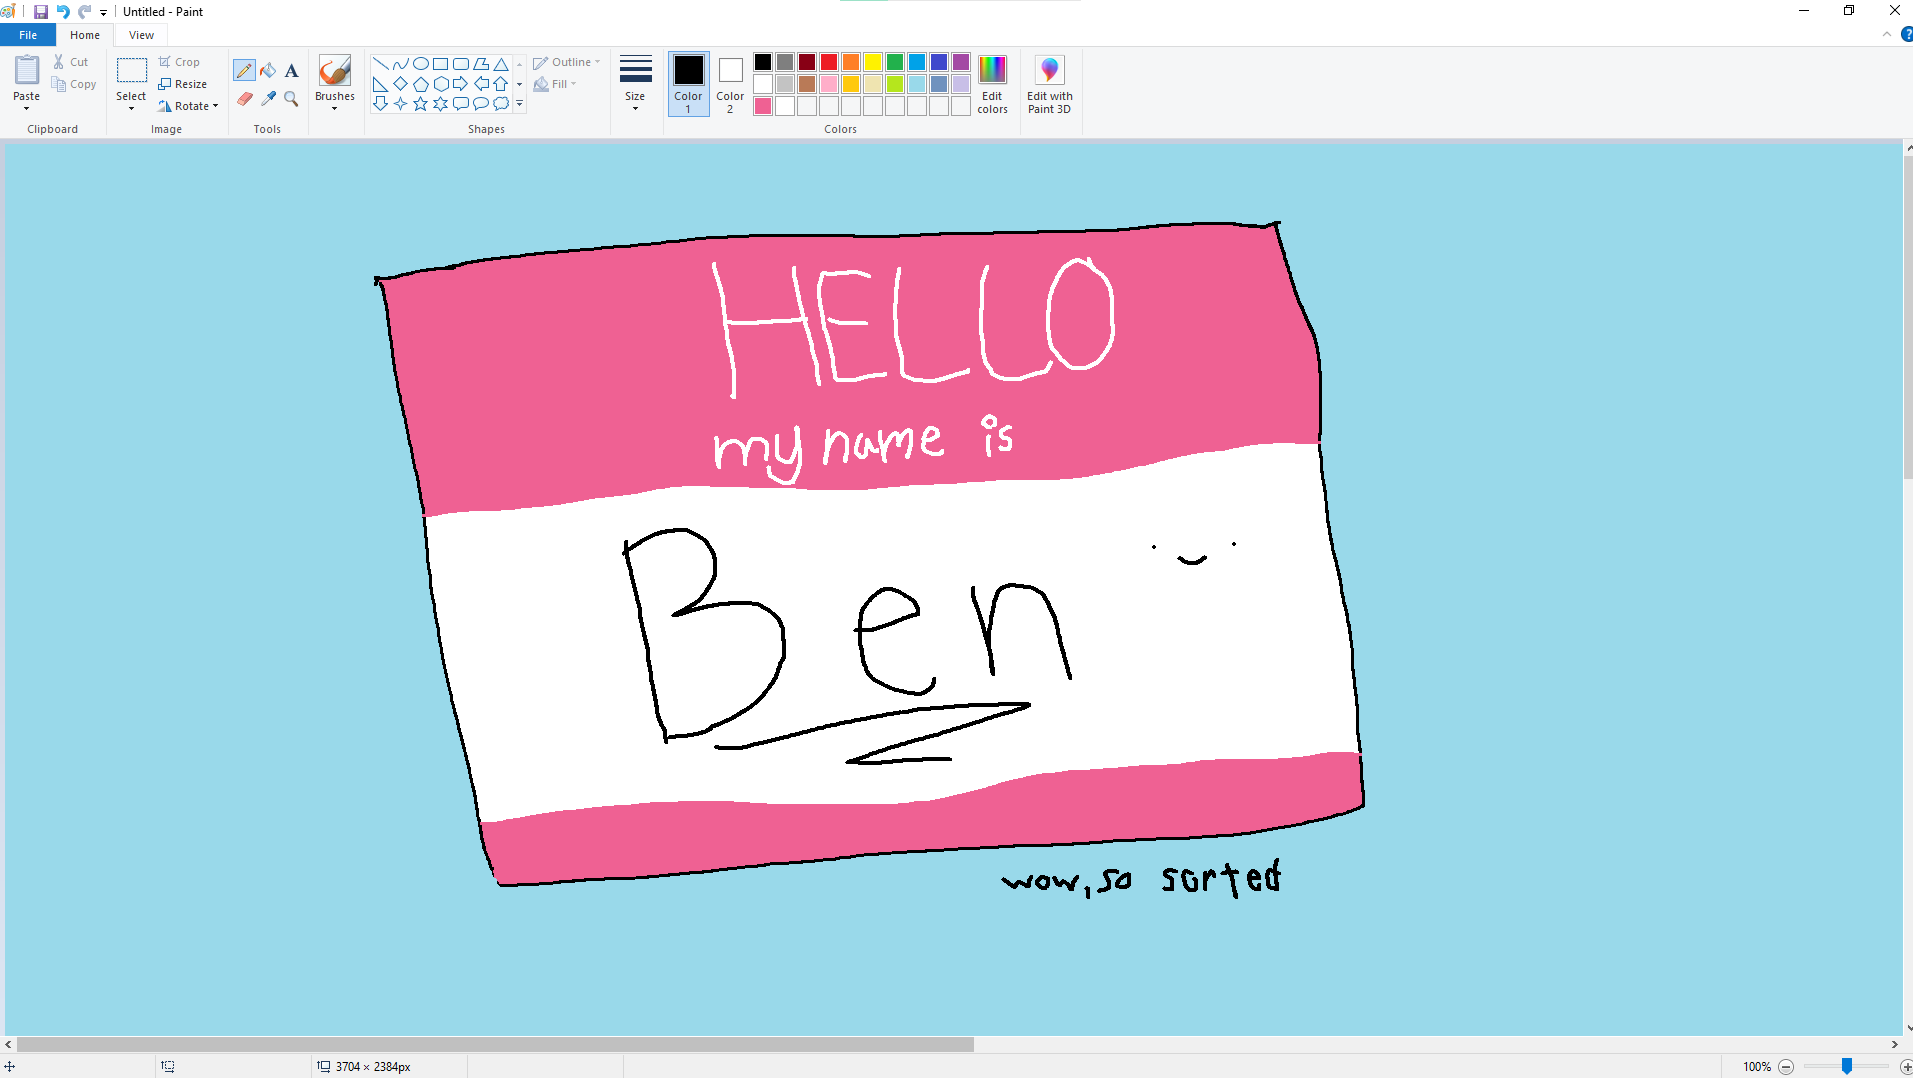 Untitled - Paint
File Home View
Paste
Cut
Copy
Clipboard
Select
Crop
Resize
Rotate
Image
A
Tools
Brushes
Outline
Fill
Shapes
Size
Color 1
Color 2
Edit colors
Colors
Edit with Paint 3D
HELLO
my name is
Ben
wow, so sorted
3704 × 2384px
100%